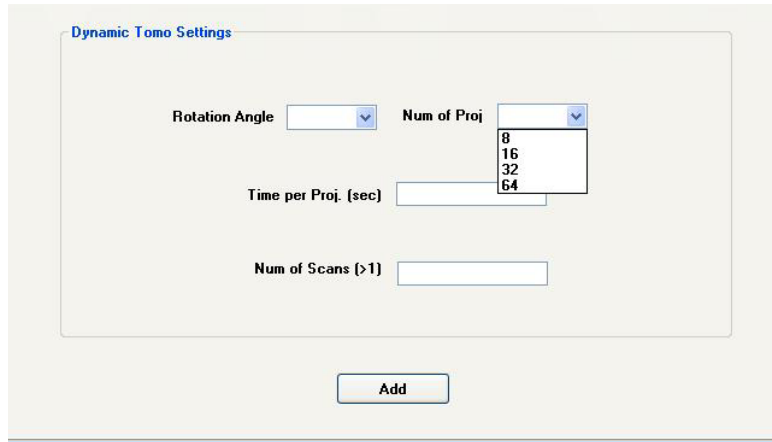 Dynamic Tomo Settings
Rotation Angle
Num of Proj
8
16
32
64
Time per Proj. (sec)
Num of Scans (>1)
Add